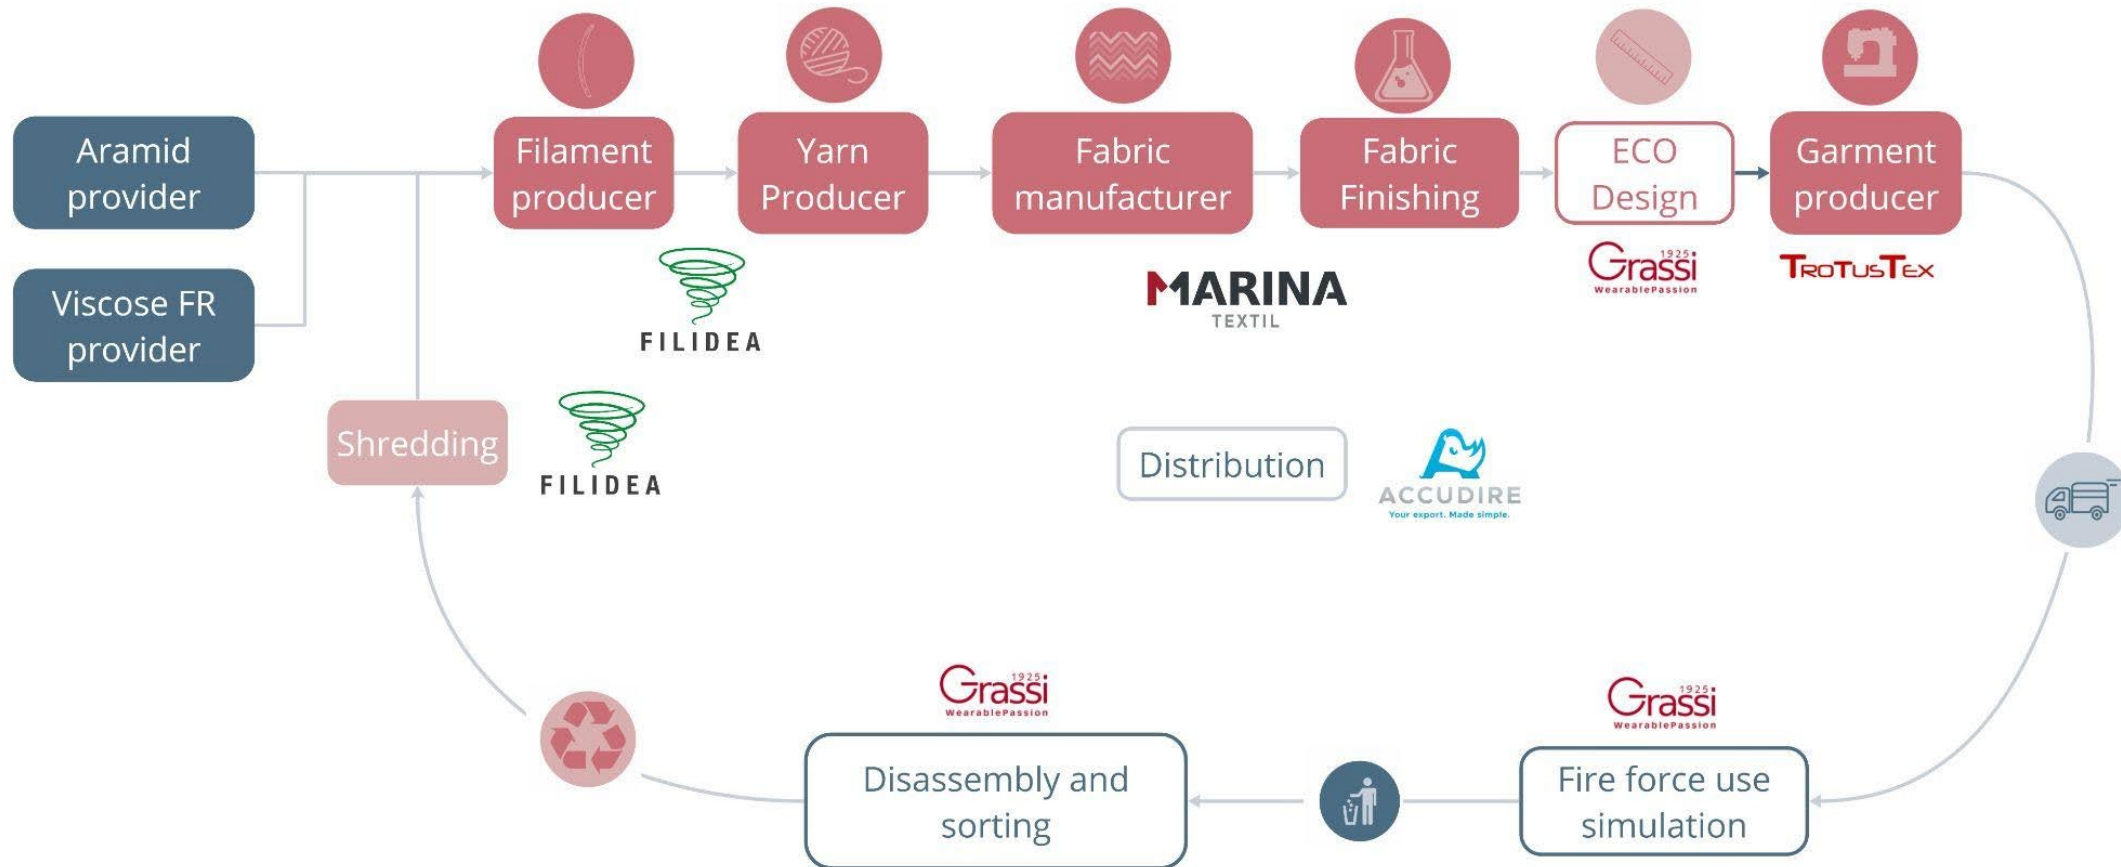 Aramid
provider
Viscose FR
provider
Filament
producer
Yarn
Producer
Fabric
manufacturer
Fabric
Finishing
ECO
Design
Garment
producer
FILIDEA
MARINA
TEXTIL
1925
Grassi
WearablePassion
TROTUSTEX
Shredding
FILIDEA
Distribution
ACCUDIRE
Your export. Made simple.
1925
Grassi
WearablePassion
Disassembly and
sorting
1925
Grassi
WearablePassion
Fire force use
simulation